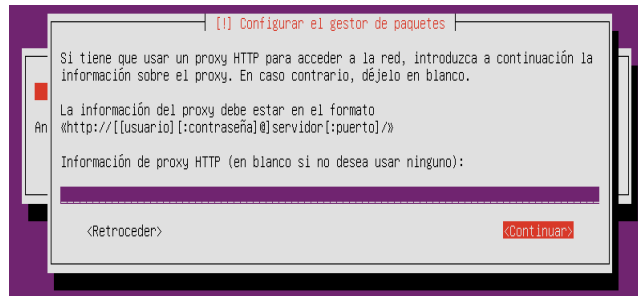 [!] Configurar el gestor de paquetes
Si tiene que usar un proxy HTTP para acceder a la red, introduzca a continuación la
información sobre el proxy. En caso contrario, déjelo en blanco.
La información del proxy debe estar en el formato
An
«http://[[usuario][:contraseña]@]servidor[:puerto]/»
Información de proxy HTTP (en blanco si no desea usar ninguno):
<Retroceder>
<Continuar>